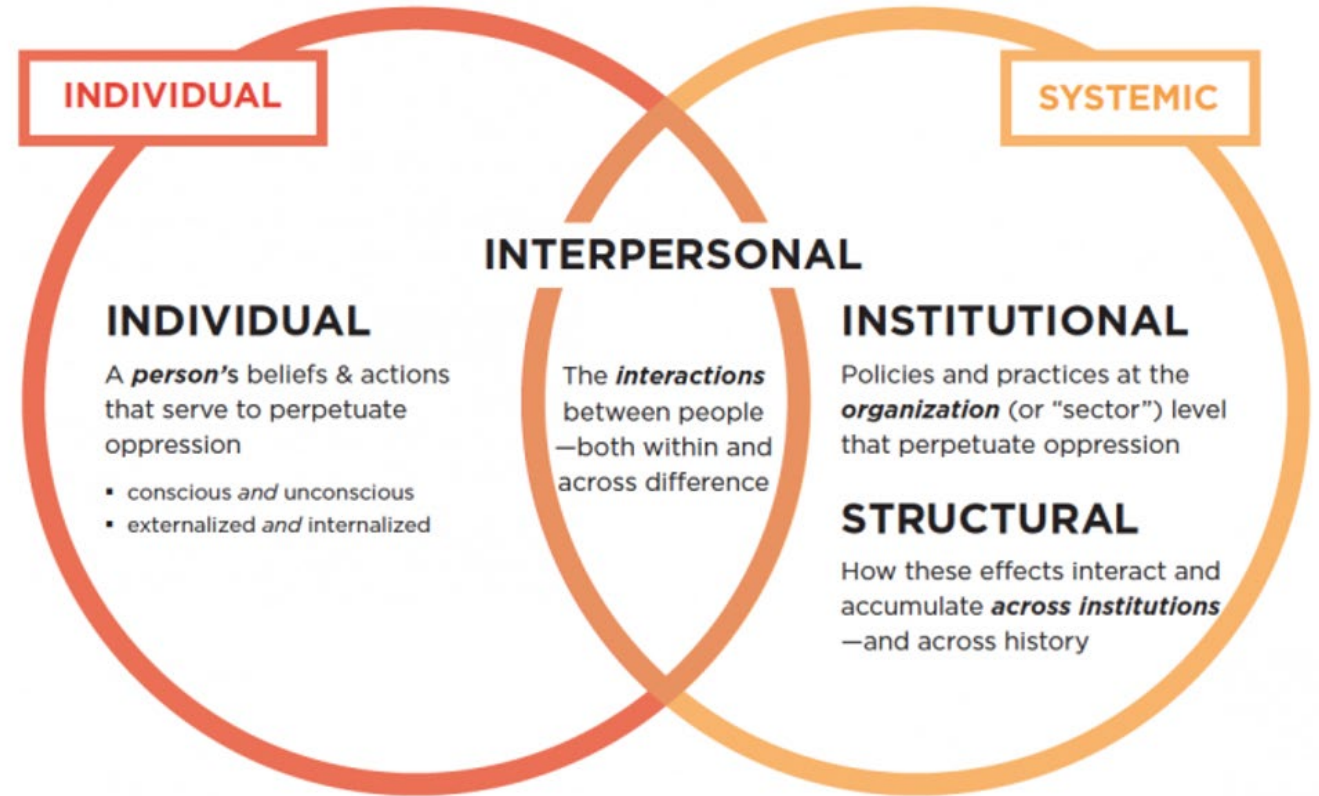 INDIVIDUAL
SYSTEMIC
INTERPERSONAL
INDIVIDUAL
A person's beliefs & actions
that serve to perpetuate
oppression
▪ conscious and unconscious
▪ externalized and internalized
The interactions
between people
—both within and
across difference
INSTITUTIONAL
Policies and practices at the
organization (or “sector”) level
that perpetuate oppression
STRUCTURAL
How these effects interact and
accumulate across institutions
—and across history